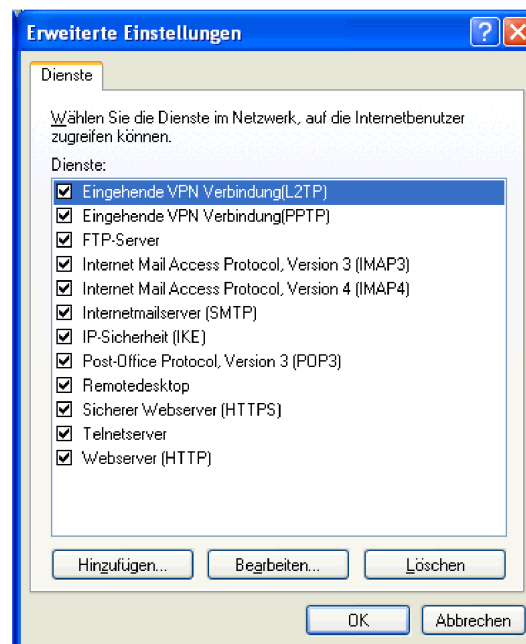 Erweiterte Einstellungen
Dienste
Wählen Sie die Dienste im Netzwerk, auf die Internetbenutzer
zugreifen können.
Dienste:
Eingehende VPN Verbindung(L2TP)
Eingehende VPN Verbindung(PPTP)
FTP-Server
Internet Mail Access Protocol, Version 3 (IMAP3)
Internet Mail Access Protocol, Version 4 (IMAP4)
Internetmailserver (SMTP)
IP-Sicherheit (IKE)
Post-Office Protocol, Version 3 (POP3)
Remotedesktop
Sicherer Webserver (HTTPS)
Telnetserver
Webserver (HTTP)
Hinzufügen... Bearbeiten... Löschen
OK Abbrechen